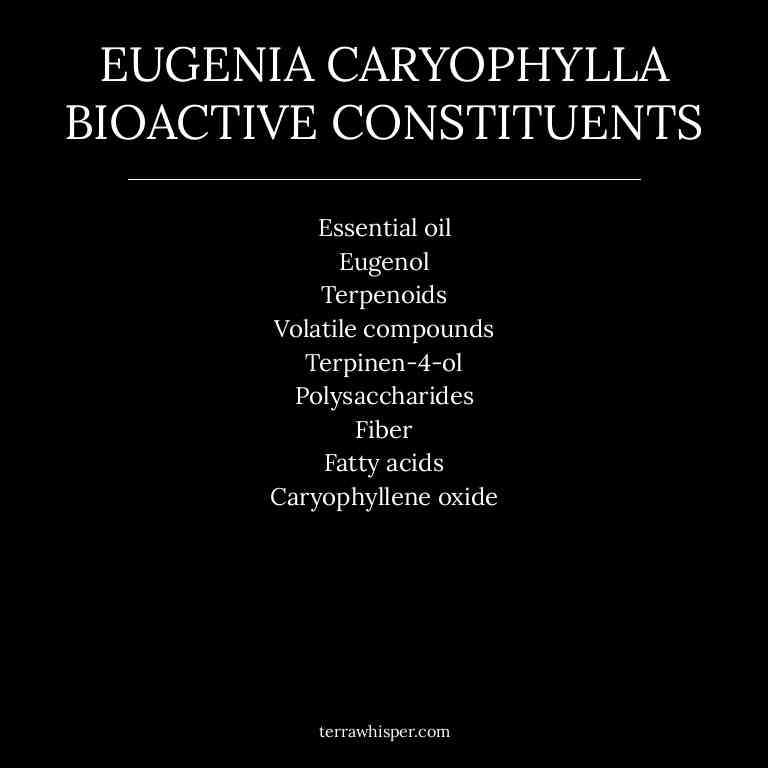 EUGENIA CARYOPHYLLA
BIOACTIVE CONSTITUENTS
Essential oil
Eugenol
Terpenoids
Volatile compounds
Terpinen-4-ol
Polysaccharides
Fiber
Fatty acids
Caryophyllene oxide
terrawhisper.com